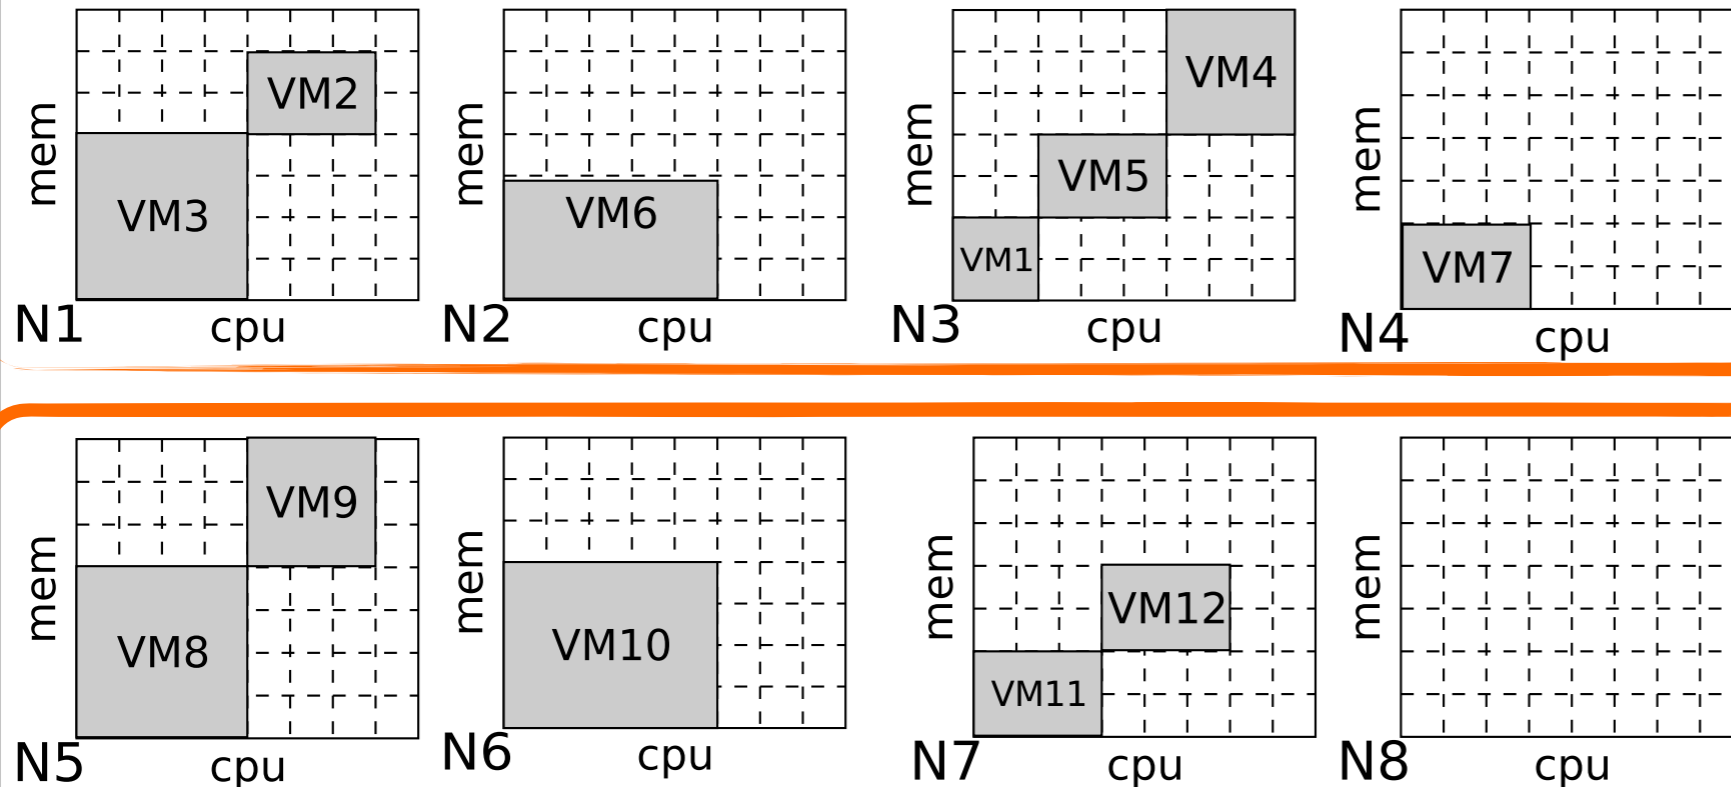 mem VM2 mem mem VM4 mem
VM3 VM6 VM5 VM7
VM1
N1 cpu N2 cpu N3 cpu N4 cpu
mem VM9 mem mem VM12 mem
VM8 VM10 VM11
N5 cpu N6 cpu N7 cpu N8 cpu